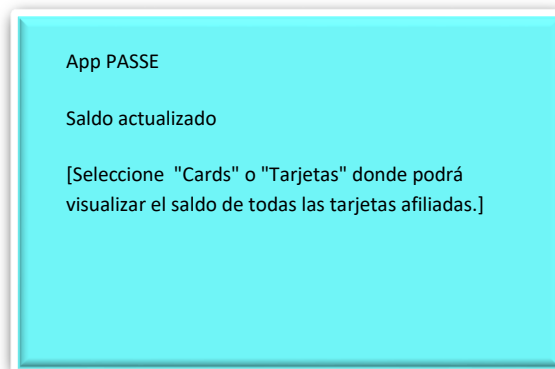 App PASSE
Saldo actualizado
[Seleccione  "Cards" o "Tarjetas" donde podrá
visualizar el saldo de todas las tarjetas afiliadas.]